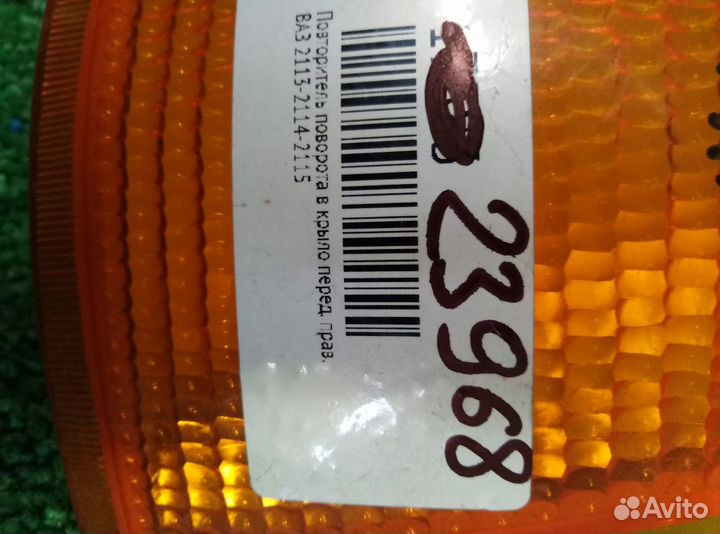 23968
Повторитель поворота в крыло перед. прав.
ВАЗ 2113-2114-2115
Avito